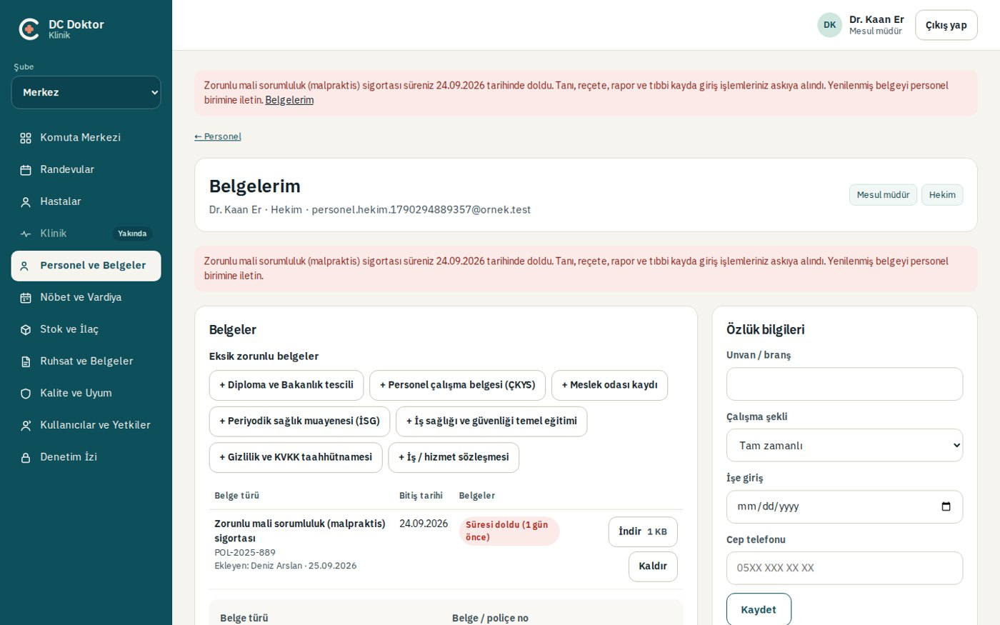 DC Doktor
Klinik
Şube
Merkez
Komuta Merkezi
Randevular
Hastalar
Klinik
Yakında
Personel ve Belgeler
Nöbet ve Vardiya
Stok ve İlaç
Ruhsat ve Belgeler
Kalite ve Uyum
Kullanıcılar ve Yetkiler
Denetim İzi
DK
Dr. Kaan Er
Mesul müdür
Çıkış yap
Zorunlu mali sorumluluk (malpraktis) sigortası süreniz 24.09.2026 tarihinde doldu. Tanı, reçete, rapor ve tıbbi kayda giriş işlemleriniz askıya alındı. Yenilenmiş belgeyi personel
birimine iletin. Belgelerim
← Personel
Belgelerim
Dr. Kaan Er · Hekim · personel.hekim.1790294889357@ornek.test
Mesul müdür
Hekim
Zorunlu mali sorumluluk (malpraktis) sigortası süreniz 24.09.2026 tarihinde doldu. Tanı, reçete, rapor ve tıbbi kayda giriş işlemleriniz askıya alındı. Yenilenmiş belgeyi personel
birimine iletin.
Belgeler
Eksik zorunlu belgeler
+ Diploma ve Bakanlık tescili
+ Personel çalışma belgesi (ÇKYS)
+ Meslek odası kaydı
+ Periyodik sağlık muayenesi (İSG)
+ İş sağlığı ve güvenliği temel eğitimi
+ Gizlilik ve KVKK taahhütnamesi
+ İş / hizmet sözleşmesi
Belge türü
Bitiş tarihi
Belgeler
Zorunlu mali sorumluluk (malpraktis)
sigortası
POL-2025-889
Ekleyen: Deniz Arslan · 25.09.2026
24.09.2026
Süresi doldu (1 gün
önce)
İndir 1 KB
Kaldır
Belge türü
Belge / poliçe no
Özlük bilgileri
Unvan / branş
Çalışma şekli
Tam zamanlı
İşe giriş
mm/dd/yyyy
Cep telefonu
05XX XXX XX XX
Kaydet